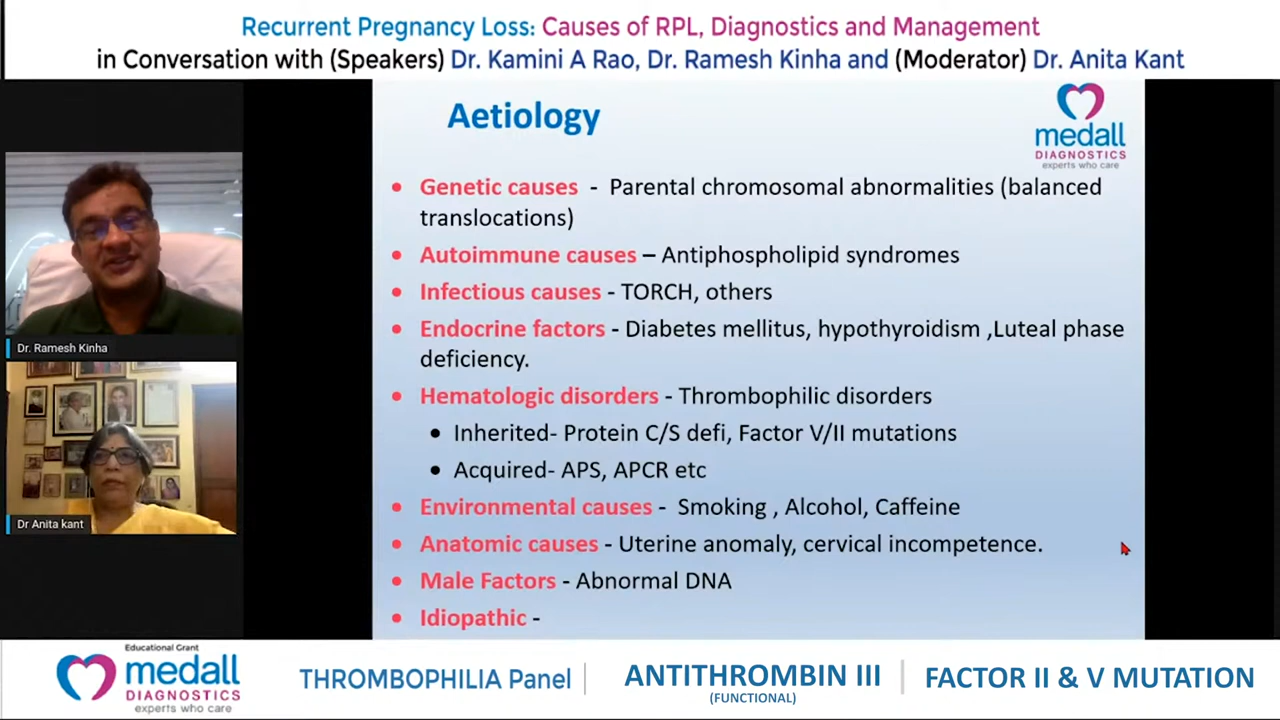 Recurrent Pregnancy Loss: Causes of RPL, Diagnostics and Management
in Conversation with (Speakers) Dr. Kamini A Rao, Dr. Ramesh Kinha and (Moderator) Dr. Anita Kant
Aetiology
medall
DIAGNOSTICS
experts who care
• Genetic causes - Parental chromosomal abnormalities (balanced
translocations)
• Autoimmune causes – Antiphospholipid syndromes
• Infectious causes - TORCH, others
• Endocrine factors - Diabetes mellitus, hypothyroidism ,Luteal phase
deficiency.
• Hematologic disorders - Thrombophilic disorders
• Inherited- Protein C/S defi, Factor V/II mutations
• Acquired- APS, APCR etc
• Environmental causes - Smoking , Alcohol, Caffeine
• Anatomic causes - Uterine anomaly, cervical incompetence.
• Male Factors - Abnormal DNA
• Idiopathic -
Dr. Ramesh Kinha
Dr Anita kant
Educational Grant
medall
DIAGNOSTICS
experts who care
THROMBOPHILIA Panel
ANTITHROMBIN III
(FUNCTIONAL)
FACTOR II & V MUTATION